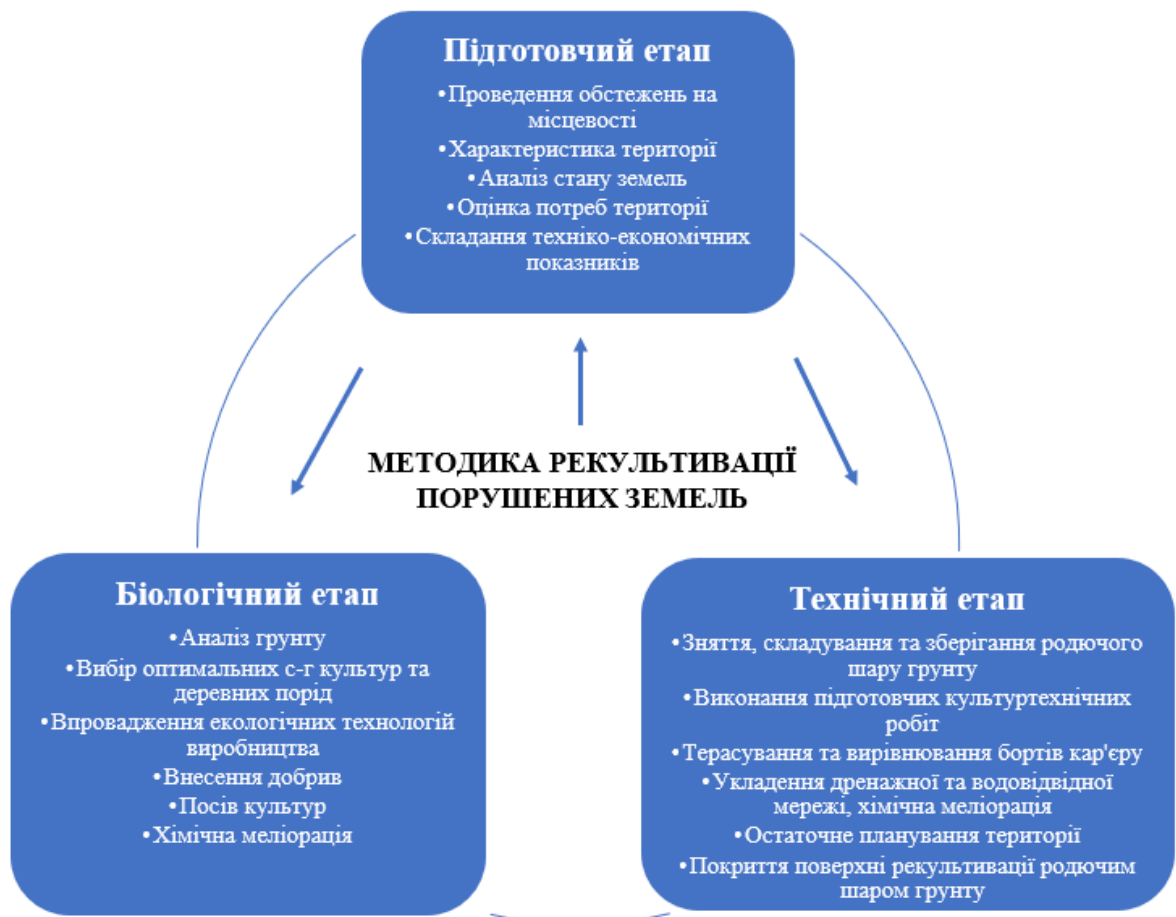 Підготовчий етап
•Проведення обстежень на
місцевості
•Характеристика території
•Аналіз стану земель
•Оцінка потреб території
•Складання техніко-економічних
показників
МЕТОДИКА РЕКУЛЬТИВАЦІЇ
ПОРУШЕНИХ ЗЕМЕЛЬ
Біологічний етап
•Аналіз грунту
•Вибір оптимальних с-г культур та
деревних порід
•Впровадження екологічних технологій
виробництва
•Внесення добрив
•Посів культур
•Хімічна меліорація
Технічний етап
•Зняття, складування та зберігання родючого
шару грунту
•Виконання підготовчих культуртехнічних
робіт
•Терасування та вирівнювання бортів кар'єру
•Укладення дренажної та водовідвідної
мережі, хімічна меліорація
•Остаточне планування території
•Покриття поверхні рекультивації родючим
шаром грунту